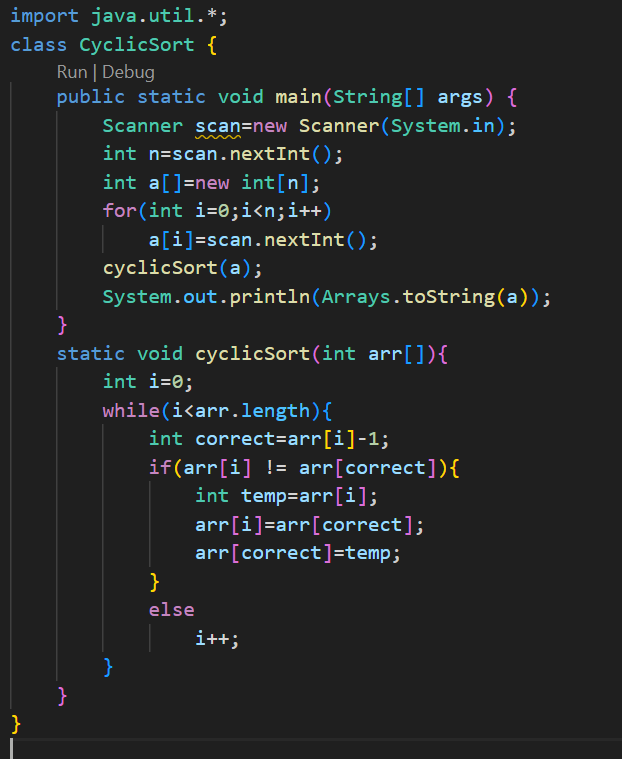 import java.util.*;
class CyclicSort {
Run | Debug
public static void main(String[] args) {
Scanner scan=new Scanner(System.in);
int n=scan.nextInt();
int a[]=new int[n];
for(int i=0;i<n;i++)
a[i]=scan.nextInt();
cyclicSort(a);
System.out.println(Arrays.toString(a));
}
static void cyclicSort(int arr[]){
int i=0;
while(i<arr.length){
int correct=arr[i]-1;
if(arr[i] != arr[correct]){
int temp=arr[i];
arr[i]=arr[correct];
arr[correct]=temp;
}
else
i++;
}
}
}